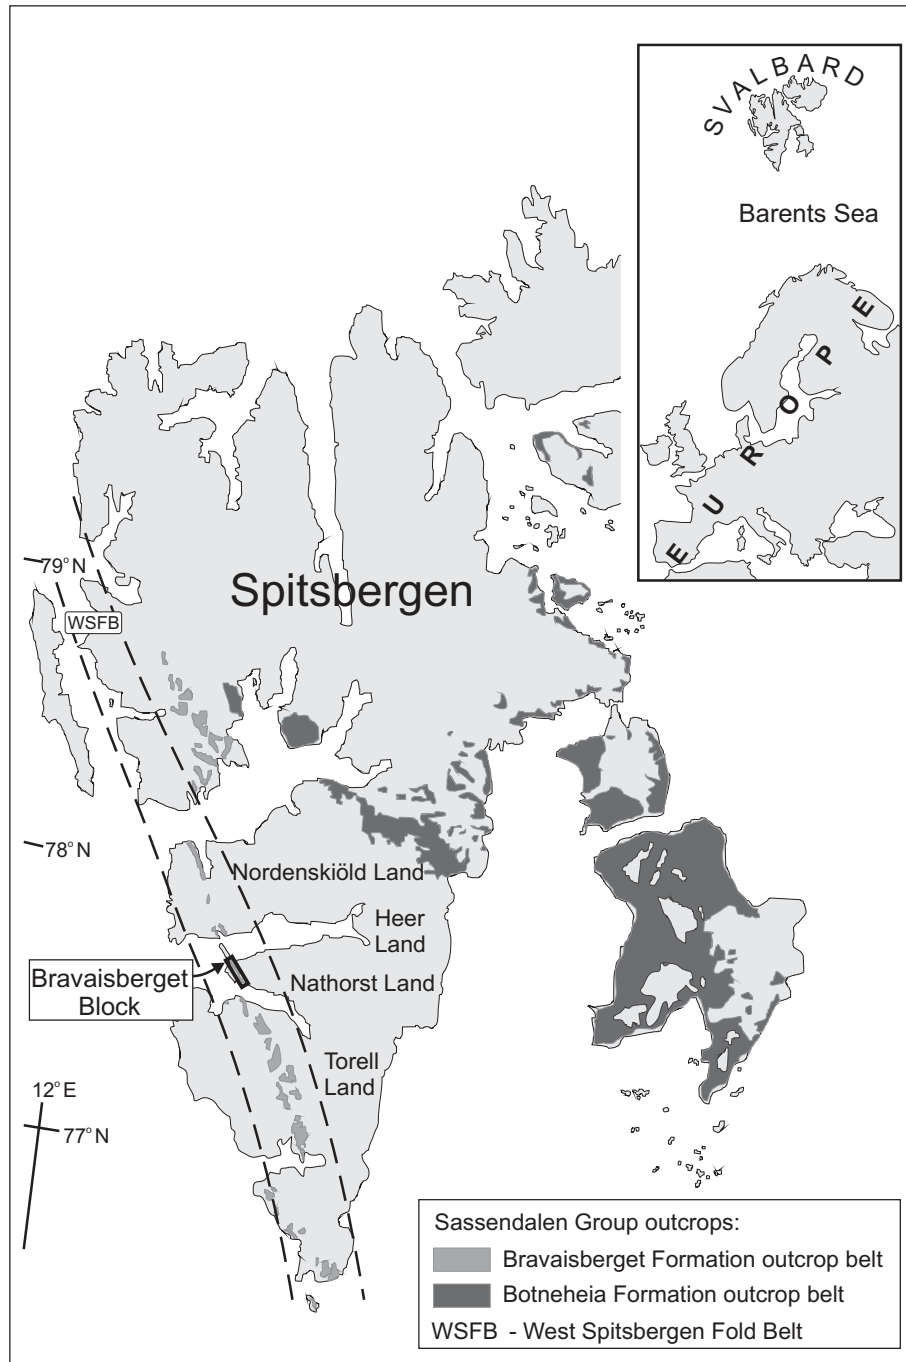 SVALBARD
Barents Sea
EUROPE
79°N
Spitsbergen
WSFB
78°N
Nordenskiöld Land
Heer
Land
Bravaisberget
Block
Nathorst Land
Torell
Land
12°E
77°N
Sassendalen Group outcrops:
Bravaisberget Formation outcrop belt
Botneheia Formation outcrop belt
WSFB - West Spitsbergen Fold Belt